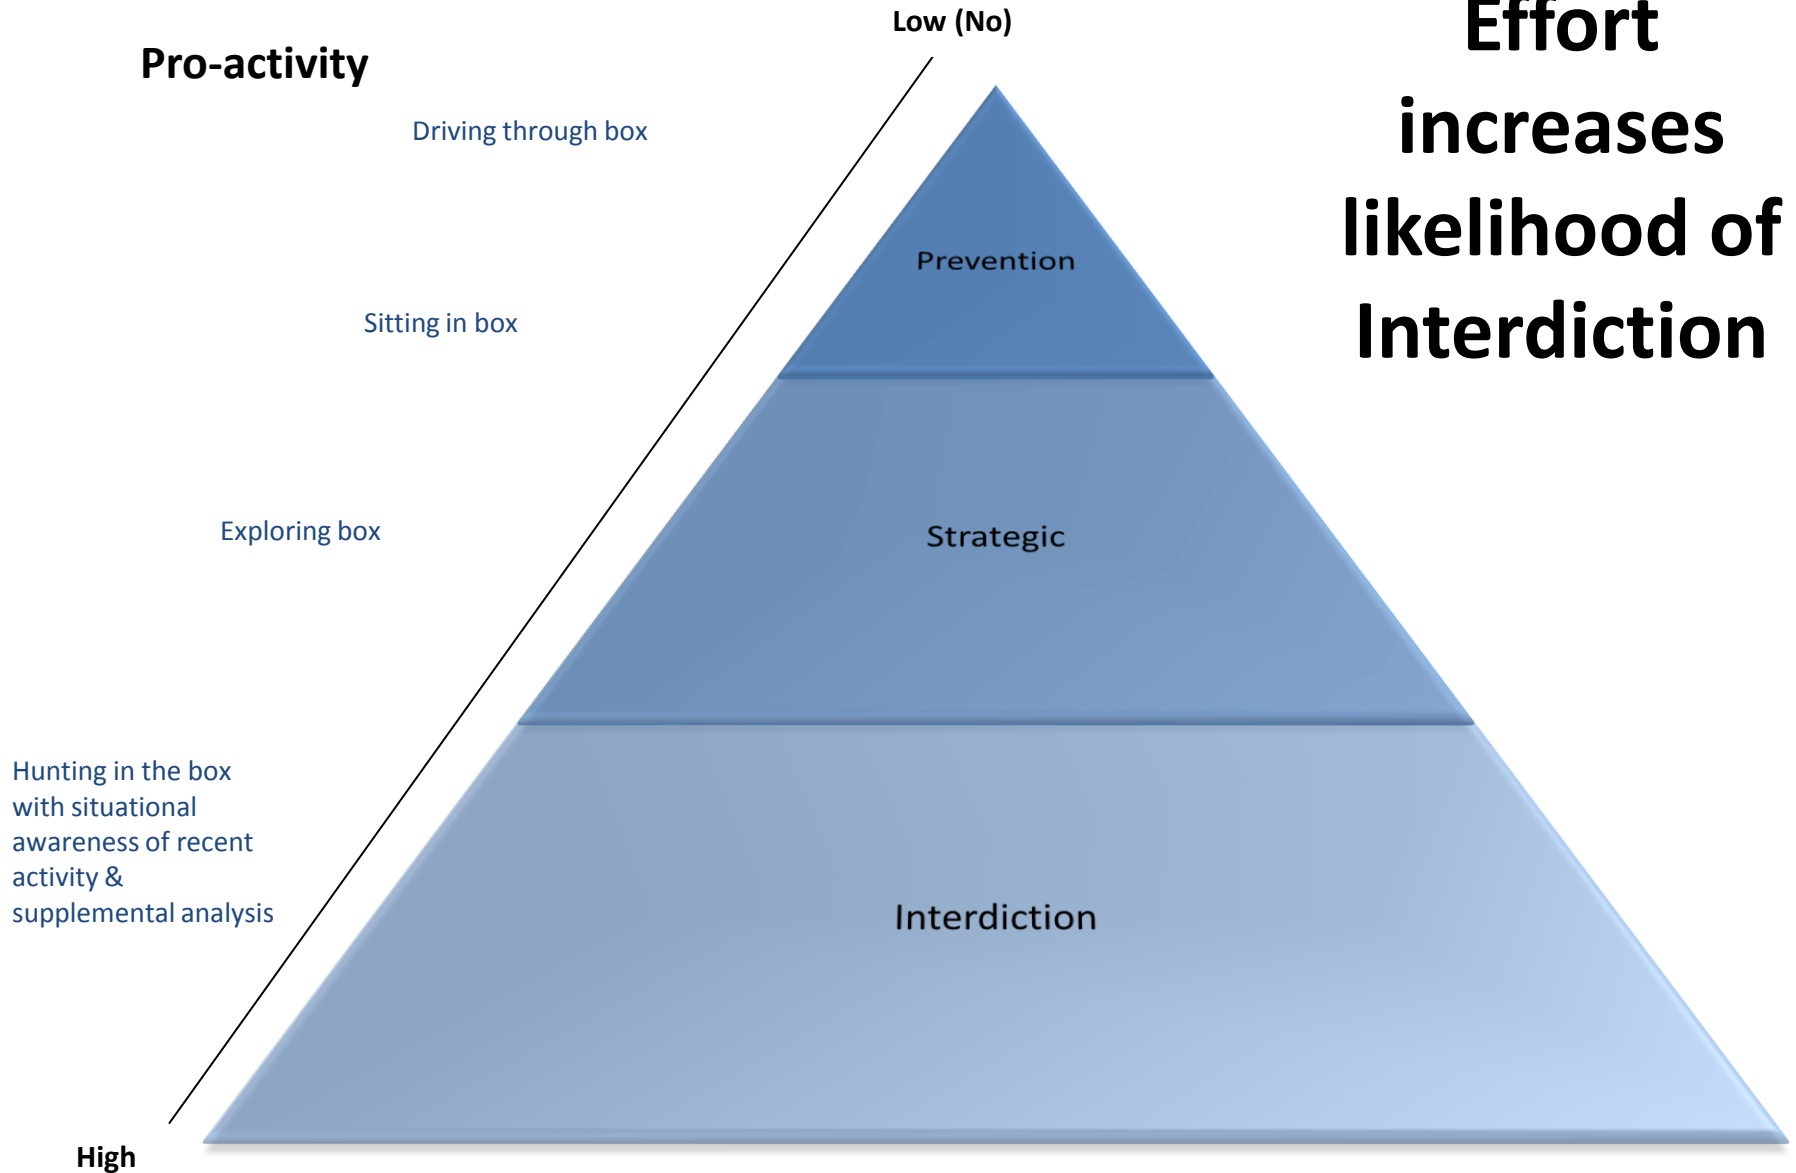 Low (No)
Pro-activity
Effort
increases
likelihood of
Interdiction
Driving through box
Prevention
Sitting in box
Exploring box
Strategic
Hunting in the box
with situational
awareness of recent
activity &
supplemental analysis
Interdiction
High